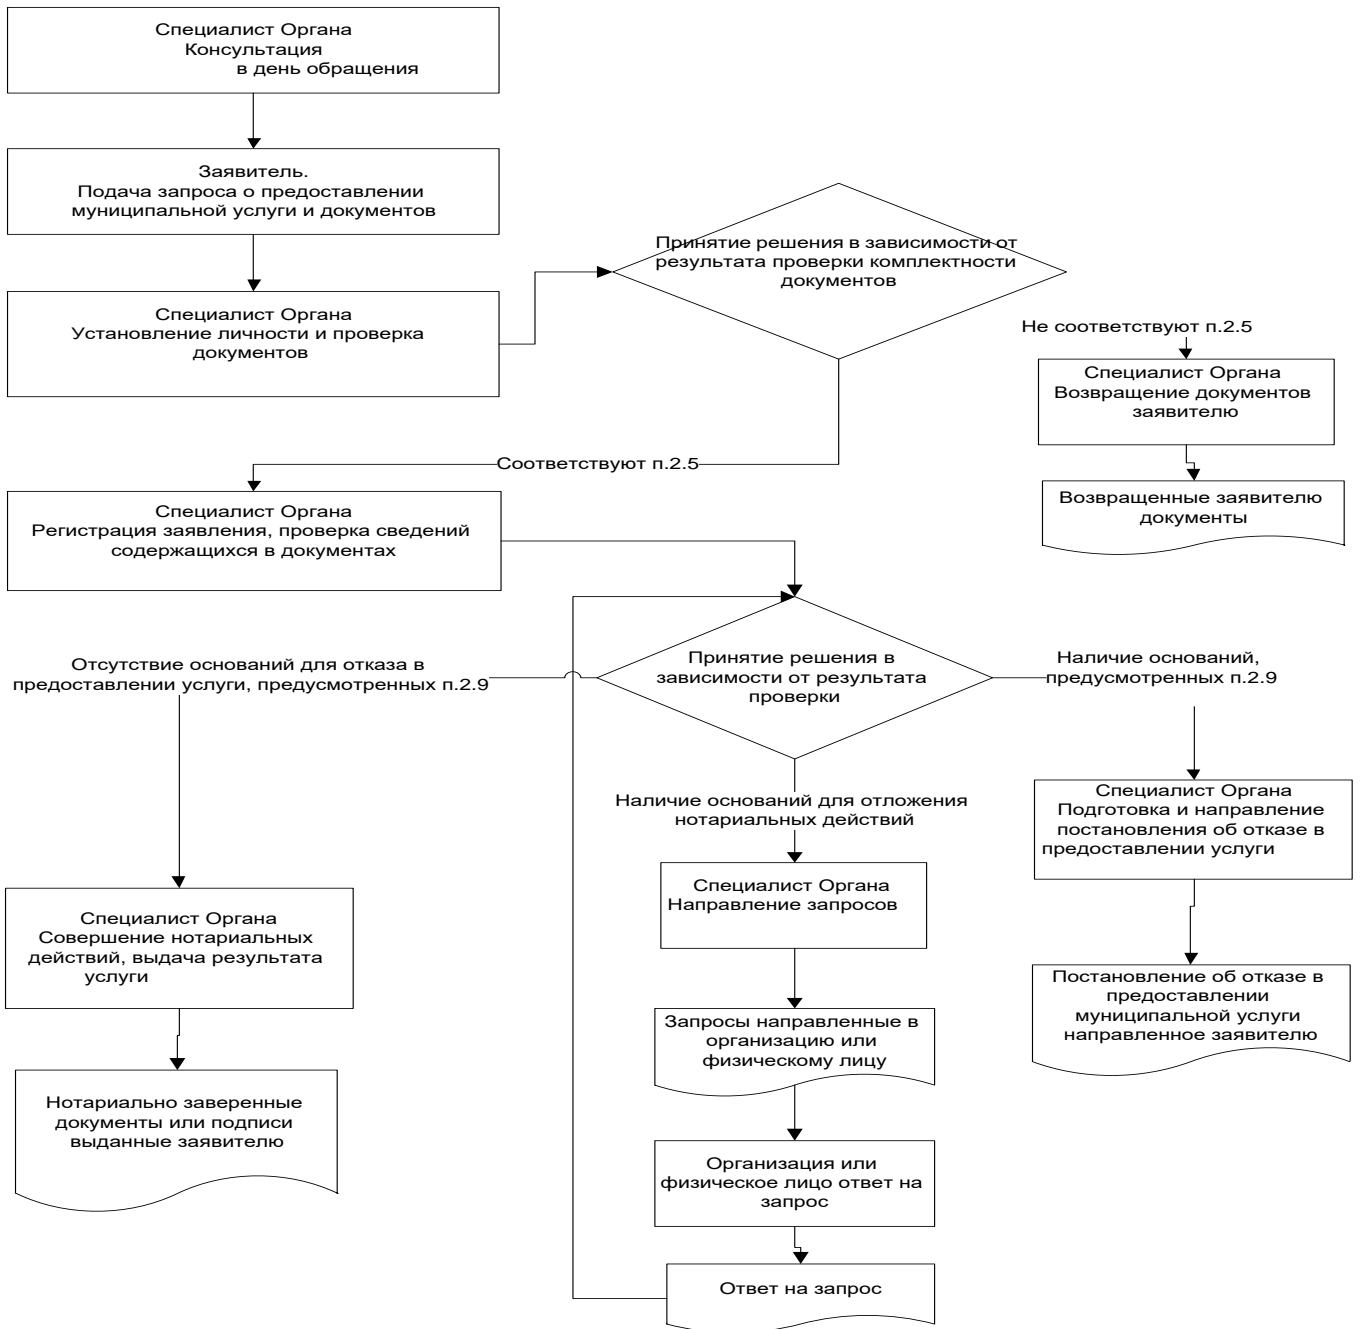 Специалист Органа
Консультация
в день обращения
Заявитель.
Подача запроса о предоставлении
муниципальной услуги и документов
Специалист Органа
Установление личности и проверка
документов
Принятие решения в зависимости от
результата проверки комплектности
документов
Не соответствуют п.2.5
Специалист Органа
Возвращение документов
заявителю
Возвращенные заявителю
документы
Соответствуют п.2.5
Специалист Органа
Регистрация заявления, проверка сведений
содержащихся в документах
Принятие решения в
зависимости от результата
проверки
Отсутствие оснований для отказа в
предоставлении услуги, предусмотренных п.2.9
Наличие оснований,
предусмотренных п.2.9
Наличие оснований для отложения
нотариальных действий
Специалист Органа
Подготовка и направление
постановления об отказе в
предоставлении услуги
Специалист Органа
Направление запросов
Специалист Органа
Совершение нотариальных
действий, выдача результата
услуги
Постановление об отказе в
предоставлении
муниципальной услуги
направленное заявителю
Запросы направленные в
организацию или
физическому лицу
Нотариально заверенные
документы или подписи
выданные заявителю
Организация или
физическое лицо ответ на
запрос
Ответ на запрос